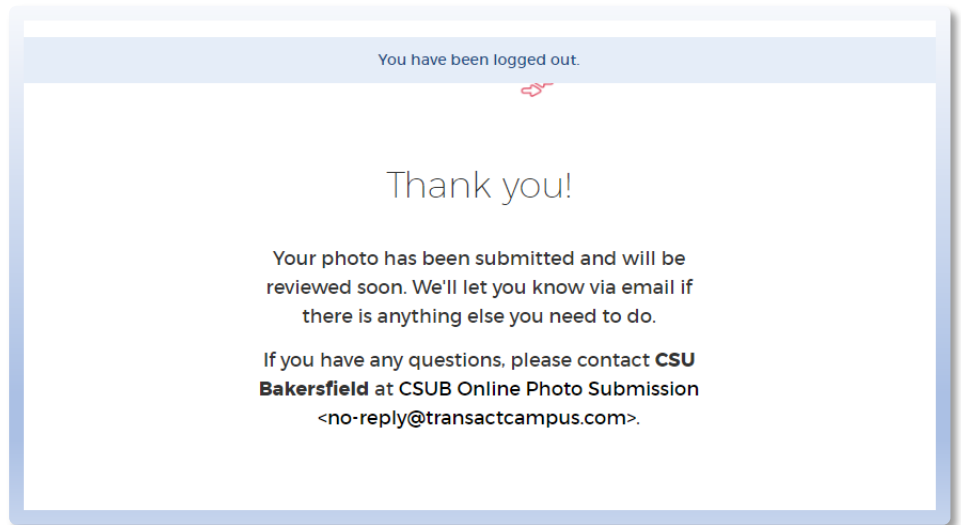 You have been logged out.
Thank you!
Your photo has been submitted and will be
reviewed soon. We'll let you know via email if
there is anything else you need to do.
If you have any questions, please contact CSU
Bakersfield at CSUB Online Photo Submission
<no-reply@transactcampus.com>.